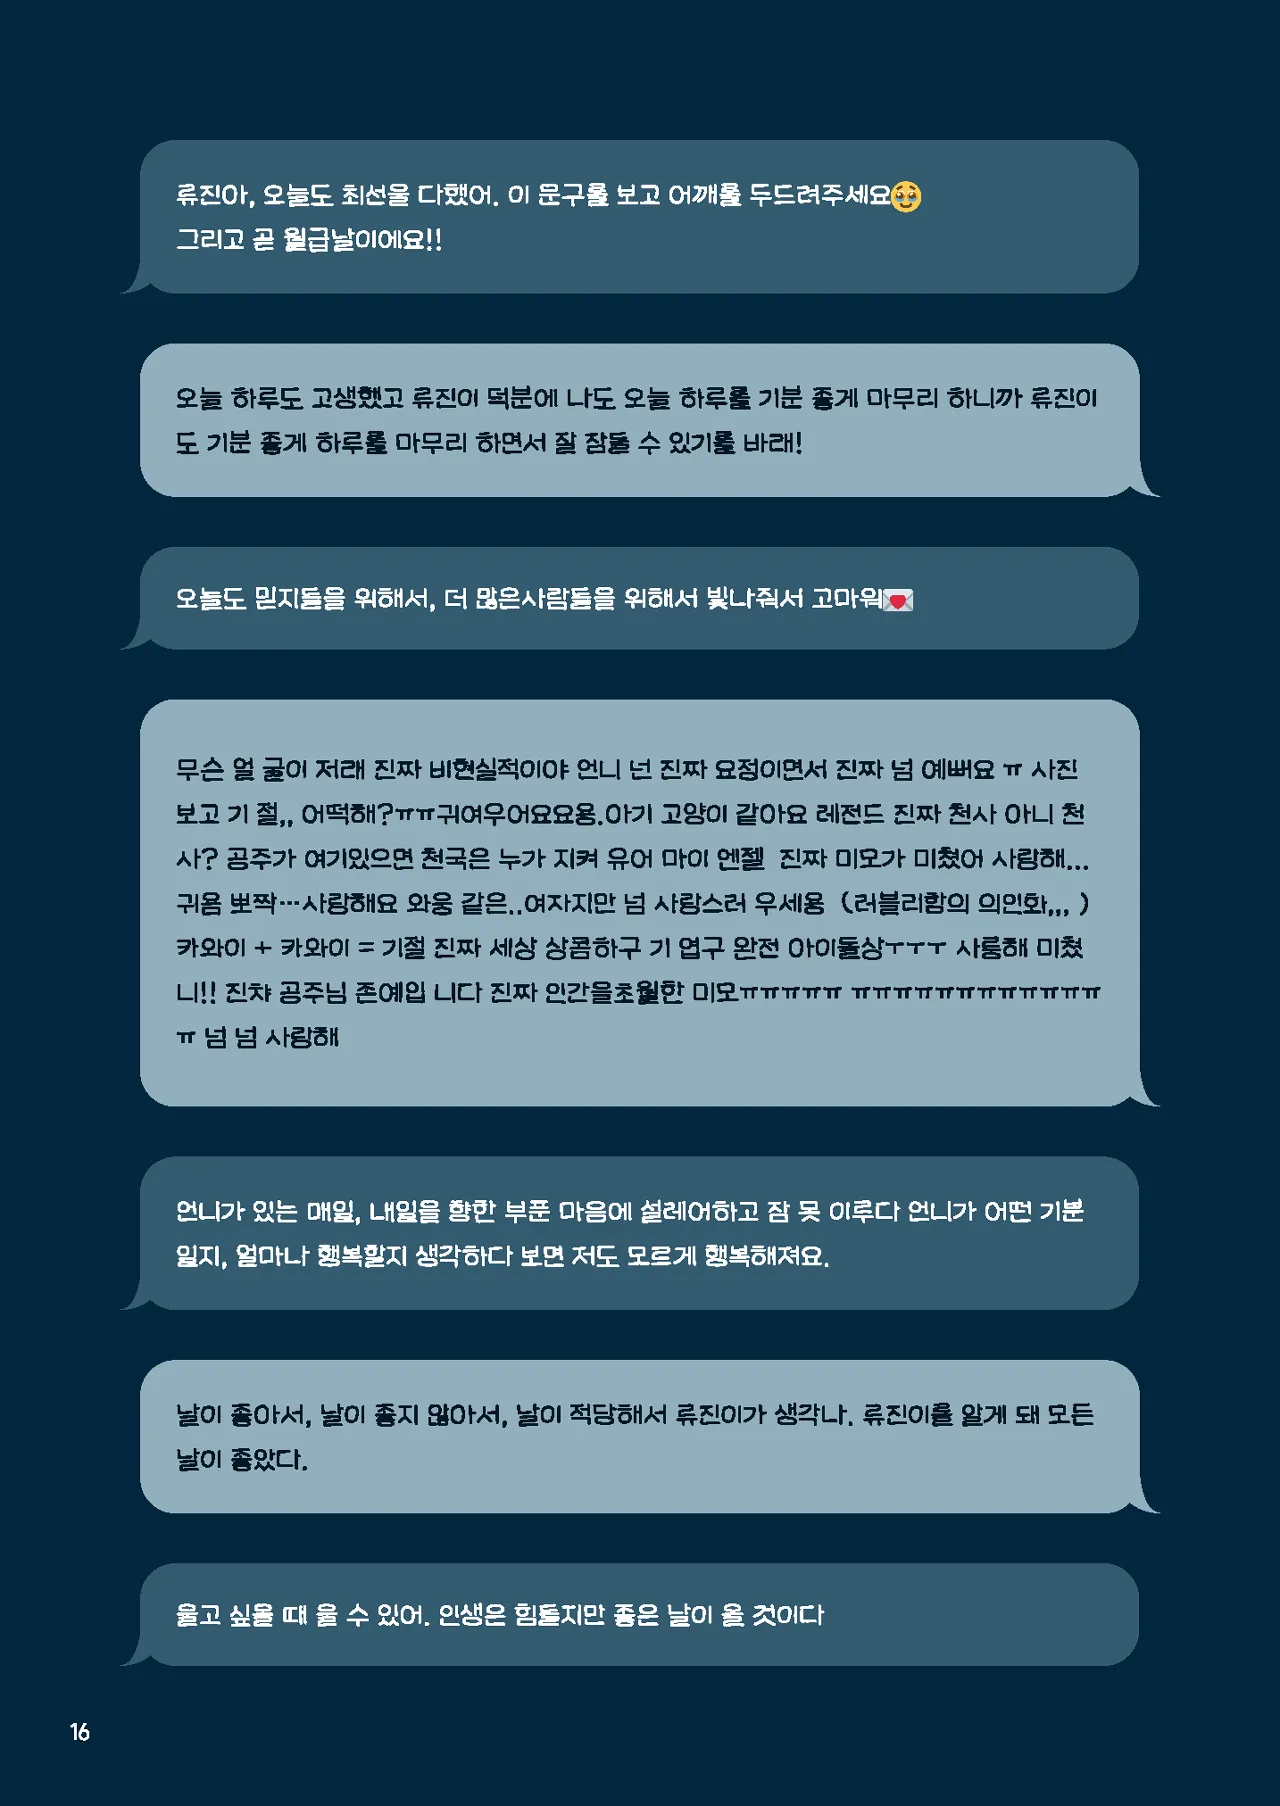 류진아, 오늘도 최선을 다했어. 이 문구를 보고 어깨를 두드려주세요🥹
그리고 곧 월급날이에요!!
오늘 하루도 고생했고 류진이 덕분에 나도 오늘 하루를 기분 좋게 마무리 하니까 류진이
도 기분 좋게 하루를 마무리 하면서 잘 잠들 수 있기를 바래!
오늘도 믿지들을 위해서, 더 많은사람들을 위해서 빛나줘서 고마워💌
무슨 얼 굴이 저래 진짜 비현실적이야 언니 넌 진짜 요정이면서 진짜 넘 예뻐요 ㅠ 사진
보고 기 절,, 어떡해?ㅠㅠ귀여우어요요용.아기 고양이 같아요 레전드 진짜 천사 아니 천
사? 공주가 여기있으면 천국은 누가 지켜 유어 마이 엔젤 진짜 미모가 미쳤어 사랑해...
귀욤 뽀짝…사랑해요 와웅 같은..여자지만 넘 사랑스러 우세용 (러블리함의 의인화,,, )
카와이 + 카와이 = 기절 진짜 세상 상콤하구 기 엽구 완전 아이돌상ㅜㅜㅜ 사릉해 미쳤
니!! 진챠 공주님 존예입 니다 진짜 인간을초월한 미모ㅠㅠㅠㅠㅠ ㅠㅠㅠㅠㅠㅠㅠㅠㅠㅠㅠㅠ
ㅠ 넘 넘 사랑해
언니가 있는 매일, 내일을 향한 부푼 마음에 설레어하고 잠 못 이루다 언니가 어떤 기분
일지, 얼마나 행복할지 생각하다 보면 저도 모르게 행복해져요.
날이 좋아서, 날이 좋지 않아서, 날이 적당해서 류진이가 생각나. 류진이를 알게 돼 모든
날이 좋았다.
울고 싶을 때 울 수 있어. 인생은 힘들지만 좋은 날이 올 것이다
16